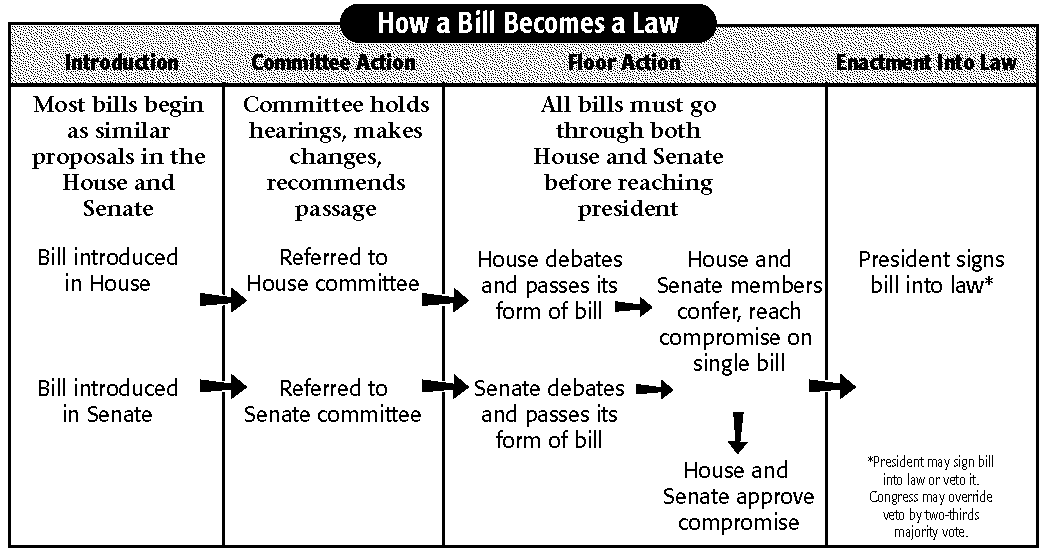 How a Bill Becomes a Law
Introduction
Committee Action
Floor Action
Enactment Into Law
Most bills begin
as similar
proposals in the
House and
Senate
Committee holds
hearings, makes
changes,
recommends
passage
All bills must go
through both
House and Senate
before reaching
president
Bill introduced
in House
Referred to
House committee
House debates
and passes its
form of bill
House and
Senate members
confer, reach
compromise on
single bill
President signs
bill into law*
Bill introduced
in Senate
Referred to
Senate committee
Senate debates
and passes its
form of bill
House and
Senate approve
compromise
*President may sign bill
into law or veto it.
Congress may override
veto by two-thirds
majority vote.